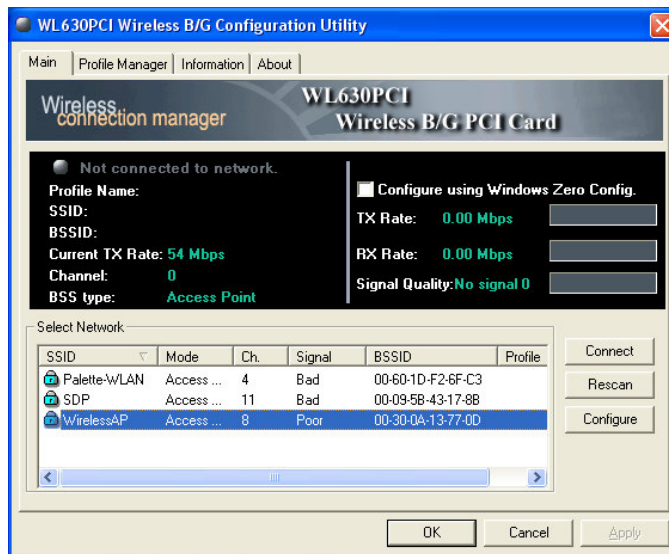 WL630PCI Wireless B/G Configuration Utility
Main Profile Manager Information About
Wireless connection manager
WL630PCI
Wireless B/G PCI Card
Not connected to network.
Profile Name:
SSID:
BSSID:
Current TX Rate: 54 Mbps
Channel: 0
BSS type: Access Point
Configure using Windows Zero Config.
TX Rate: 0.00 Mbps
RX Rate: 0.00 Mbps
Signal Quality:No signal 0
Select Network
SSID Mode Ch. Signal BSSID Profile
Palette-WLAN Access ... 4 Bad 00-60-1D-F2-6F-C3
SDP Access ... 11 Bad 00-09-5B-43-17-8B
WirelessAP Access ... 8 Poor 00-30-0A-13-77-0D
Connect
Rescan
Configure
OK Cancel Apply